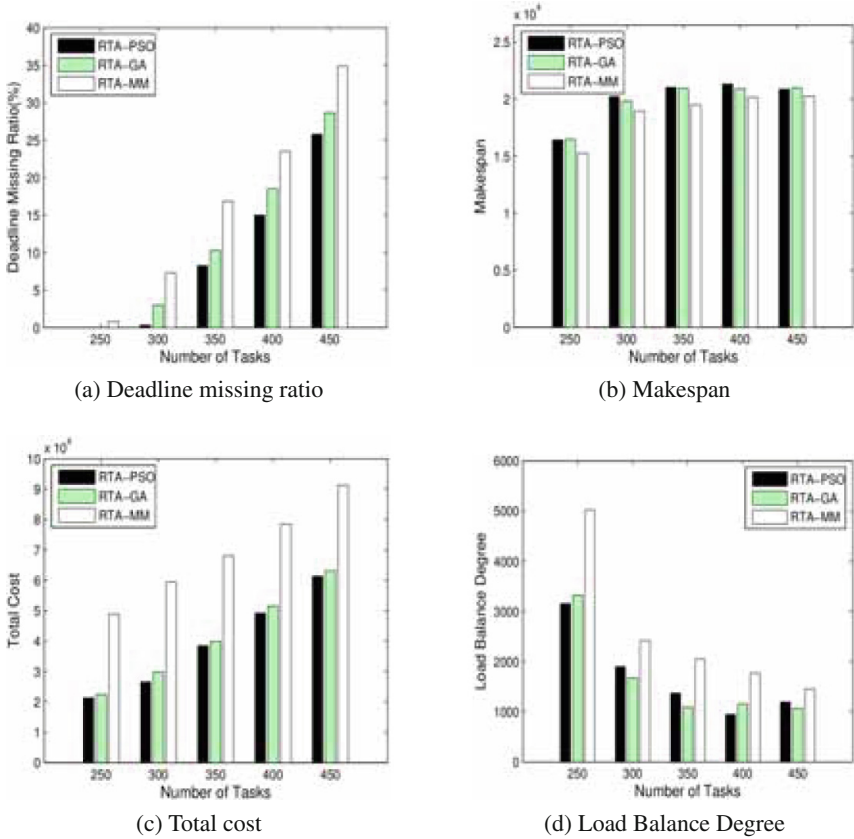 40
35
30
25
20
15
10
5
0
Deadline Missing Ratio(%)
RTA-PSO
RTA-GA
RTA-MM
250 300 350 400 450
Number of Tasks
(a) Deadline missing ratio
2.5
2
1.5
1
0.5
0
Makespan
RTA-PSO
RTA-GA
RTA-MM
250 300 350 400 450
Number of Tasks
(b) Makespan
10
9
8
7
6
5
4
3
2
1
0
Total Cost
RTA-PSO
RTA-GA
RTA-MM
250 300 350 400 450
Number of Tasks
(c) Total cost
6000
5000
4000
3000
2000
1000
0
Load Balance Degree
RTA-PSO
RTA-GA
RTA-MM
250 300 350 400 450
Number of Tasks
(d) Load Balance Degree